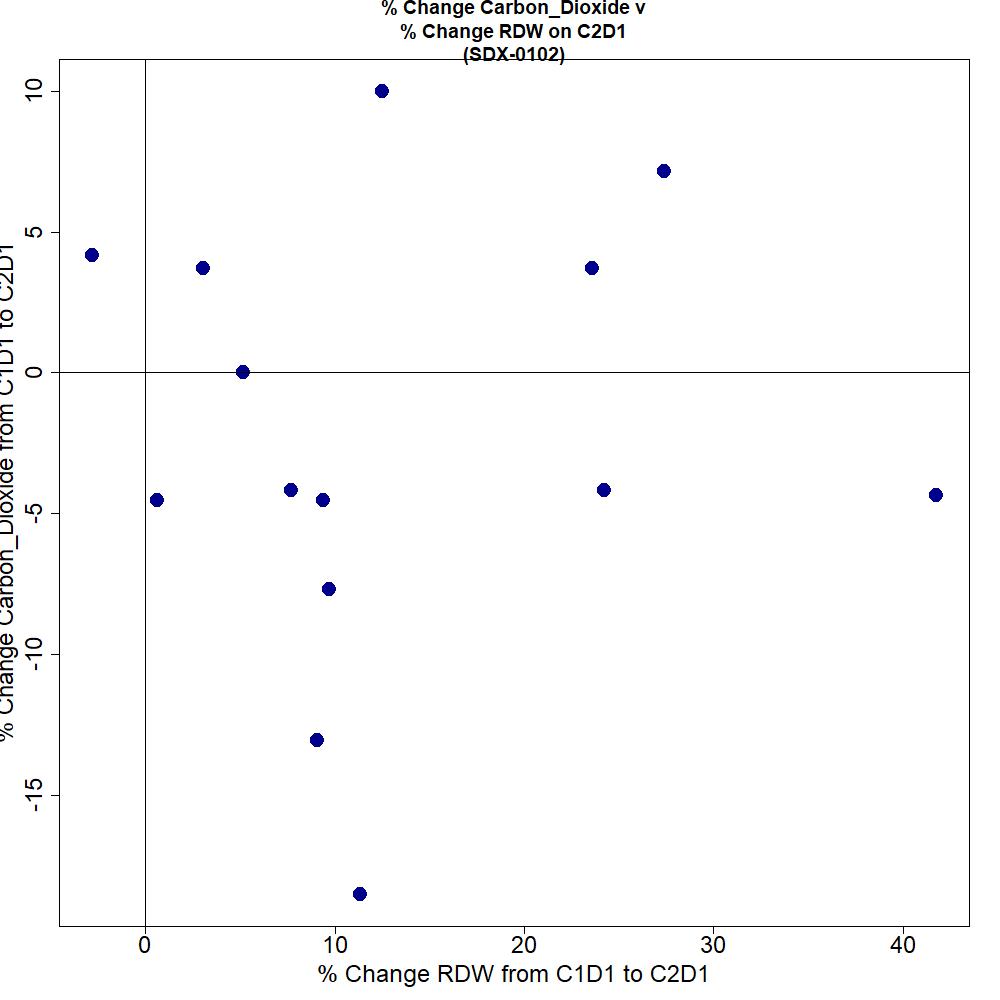 % Change Carbon_Dioxide v
% Change RDW on C2D1
(SDX-0102)
% Change Carbon_Dioxide from C1D1 to C2D1
10
5
0
-5
-10
-15
0
10
20
30
40
% Change RDW from C1D1 to C2D1